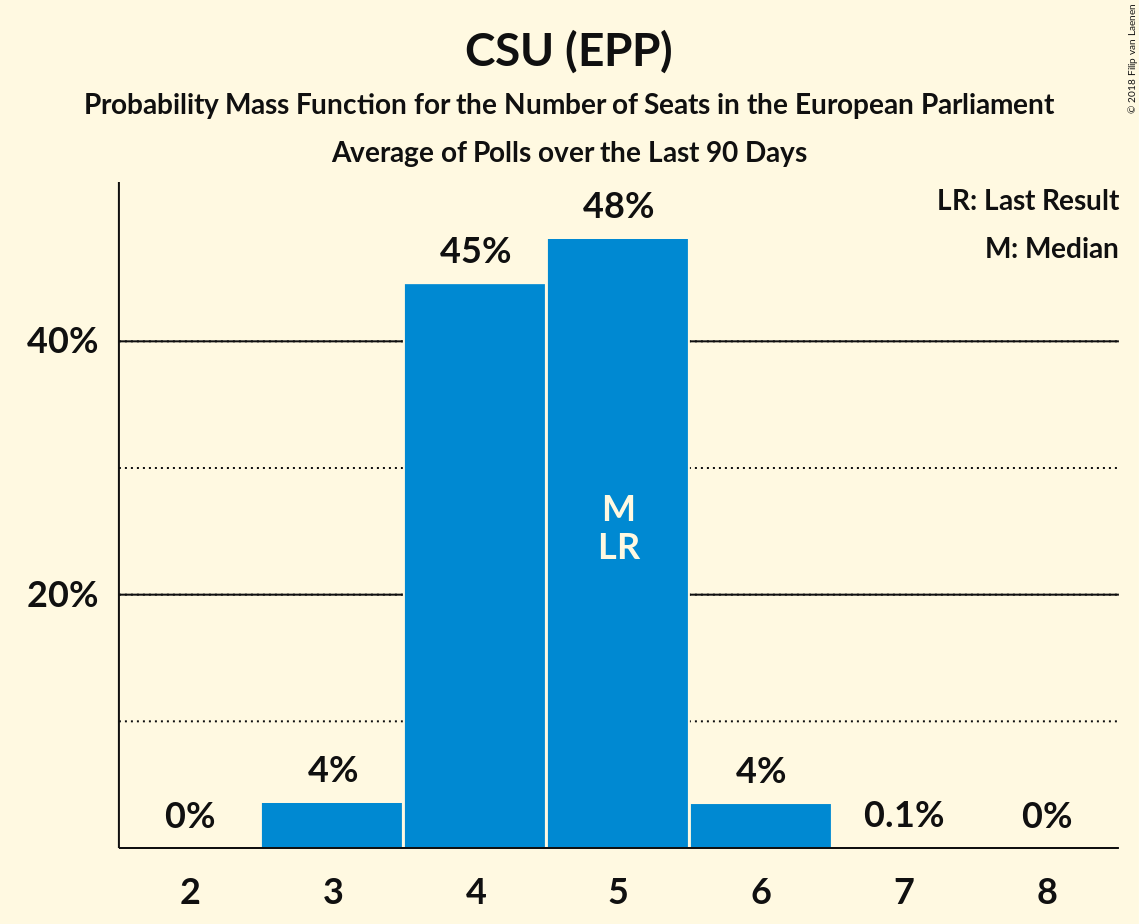 CSU (EPP)
Probability Mass Function for the Number of Seats in the European Parliament
Average of Polls over the Last 90 Days
© 2018 Filip van Laenen
LR: Last Result
M: Median
48%
45%
40%
M
LR
20%
4%
4%
0%
0.1%
0%
2 3 4 5 6 7 8